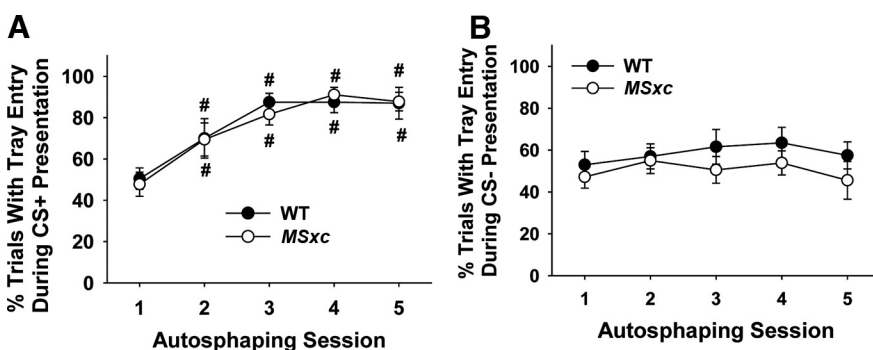 A
% Trials With Tray Entry
During CS+ Presentation
100
80
60
40
20
0
# # # #
# # # #
WT
MSxc
1 2 3 4 5
Autosphaping Session
B
% Trials With Tray Entry
During CS- Presentation
100
80
60
40
20
0
WT
MSxc
1 2 3 4 5
Autosphaping Session